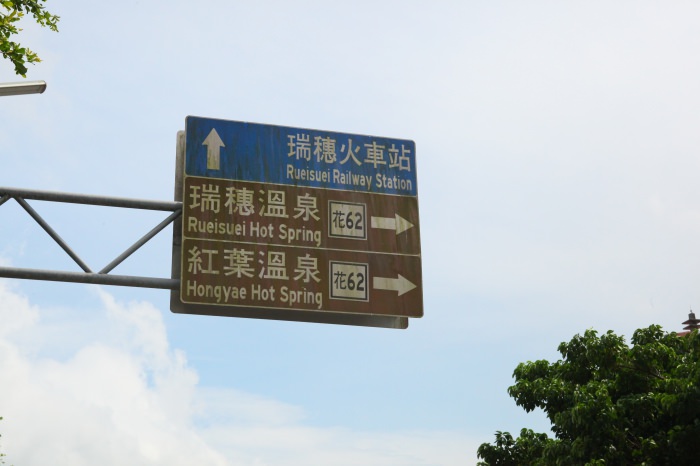 瑞穗火車站
Rueisuei Railway Station
瑞穗溫泉 花62
Rueisuei Hot Spring
紅葉溫泉 花62
Hongyae Hot Spring